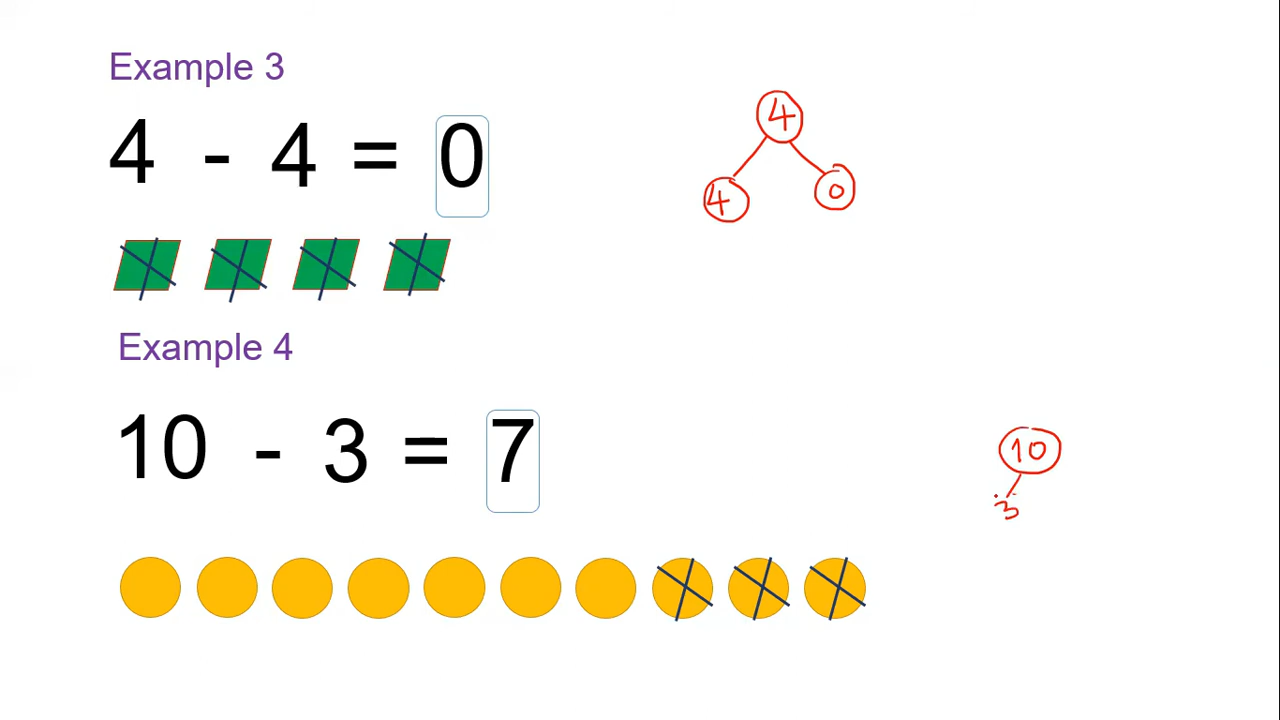 Example 3
4 - 4 = 0
4
4 0
Example 4
10 - 3 = 7
10
3